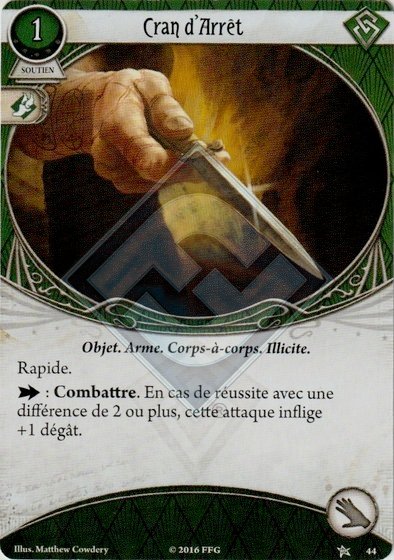 Cran d'Arrêt
1
SOUTIEN
Objet. Arme. Corps-à-corps. Illicite.
Rapide.
: Combattre. En cas de réussite avec une
différence de 2 ou plus, cette attaque inflige
+1 dégât.
Illus. Matthew Cowdery
© 2016 FFG
44